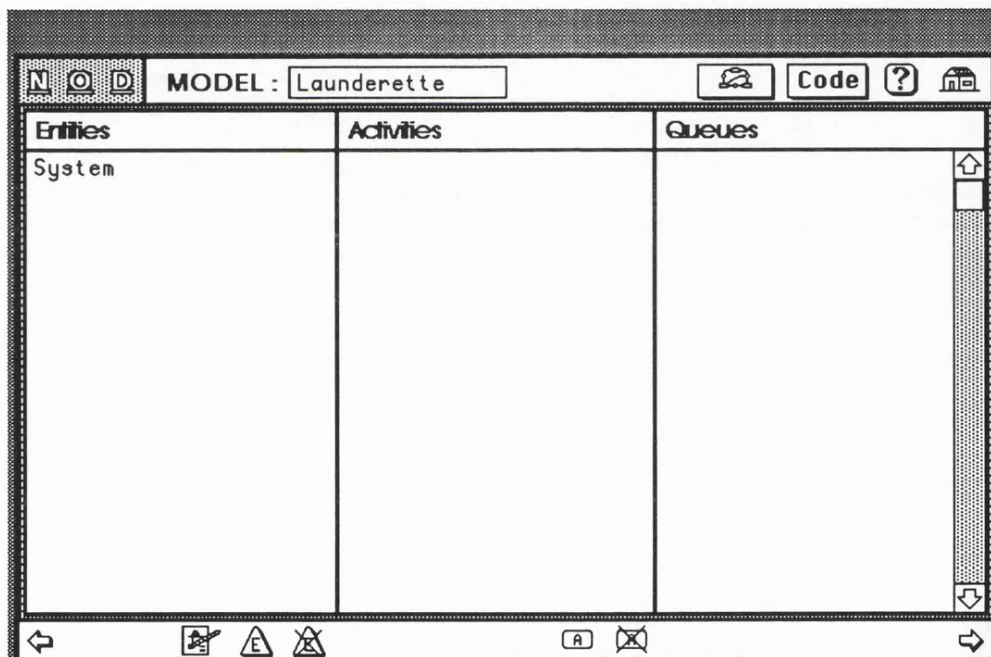 N O D MODEL : Launderette Code ?
Entities Activities Queues
System
E E A A